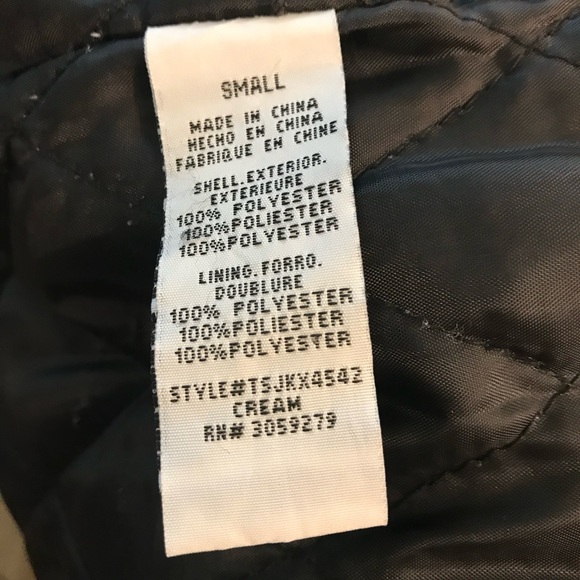 SMALL
MADE IN CHINA
HECHO EN CHINA
FABRIQUE EN CHINE
SHELL.EXTERIOR.
EXTERIEURE
100% POLYESTER
100%POLIESTER
100%POLYESTER
LINING.FORRO.
DOUBLURE
100% POLYESTER
100%POLIESTER
100%POLYESTER
STYLE#TSJKX4542
CREAM
RN# 3059279